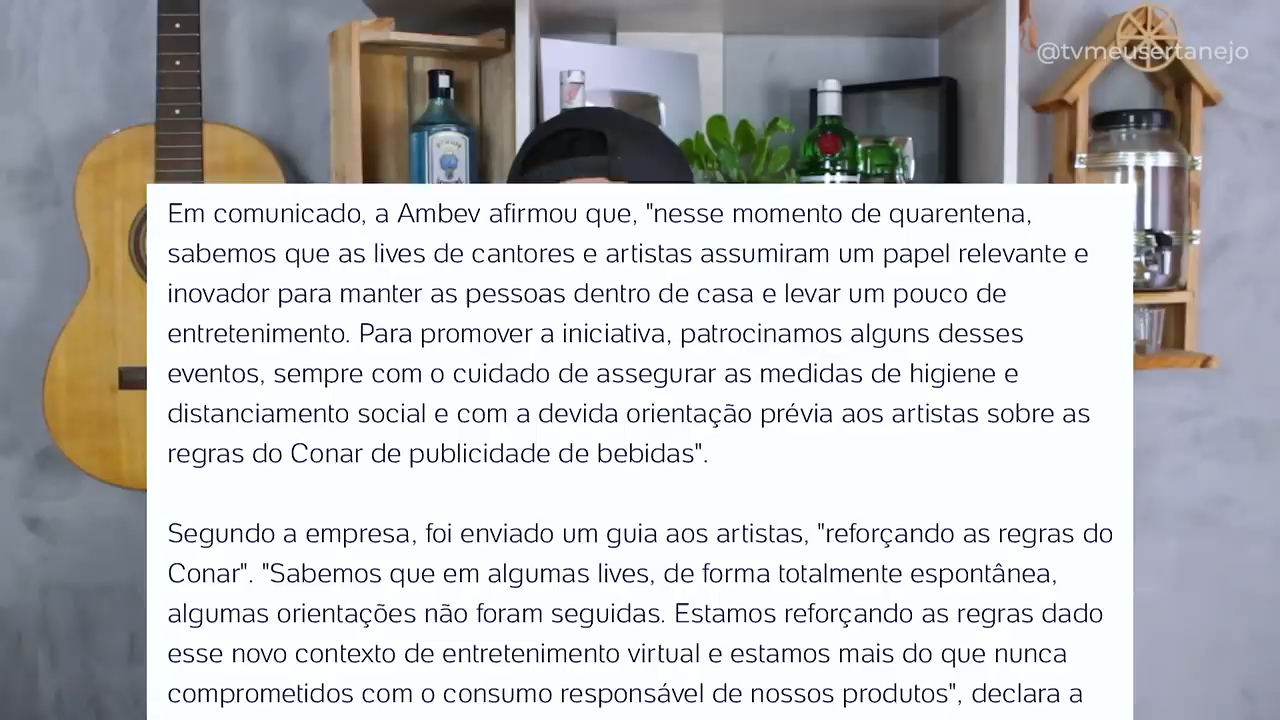 @tvmeusertanejo
Em comunicado, a Ambev afirmou que, "nesse momento de quarentena,
sabemos que as lives de cantores e artistas assumiram um papel relevante e
inovador para manter as pessoas dentro de casa e levar um pouco de
entretenimento. Para promover a iniciativa, patrocinamos alguns desses
eventos, sempre com o cuidado de assegurar as medidas de higiene e
distanciamento social e com a devida orientação prévia aos artistas sobre as
regras do Conar de publicidade de bebidas".
Segundo a empresa, foi enviado um guia aos artistas, "reforçando as regras do
Conar". "Sabemos que em algumas lives, de forma totalmente espontânea,
algumas orientações não foram seguidas. Estamos reforçando as regras dado
esse novo contexto de entretenimento virtual e estamos mais do que nunca
comprometidos com o consumo responsável de nossos produtos", declara a